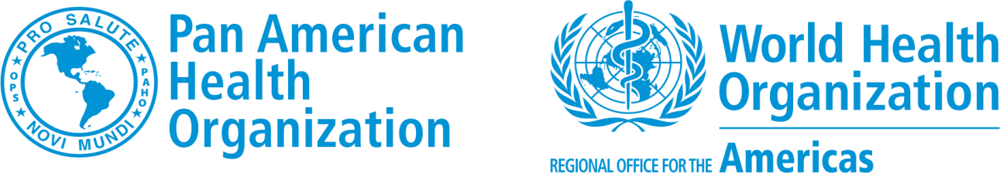 PRO SALUTE
NOVI MUNDI
OPS
PAHO
Pan American
Health
Organization
World Health
Organization
REGIONAL OFFICE FOR THE Americas